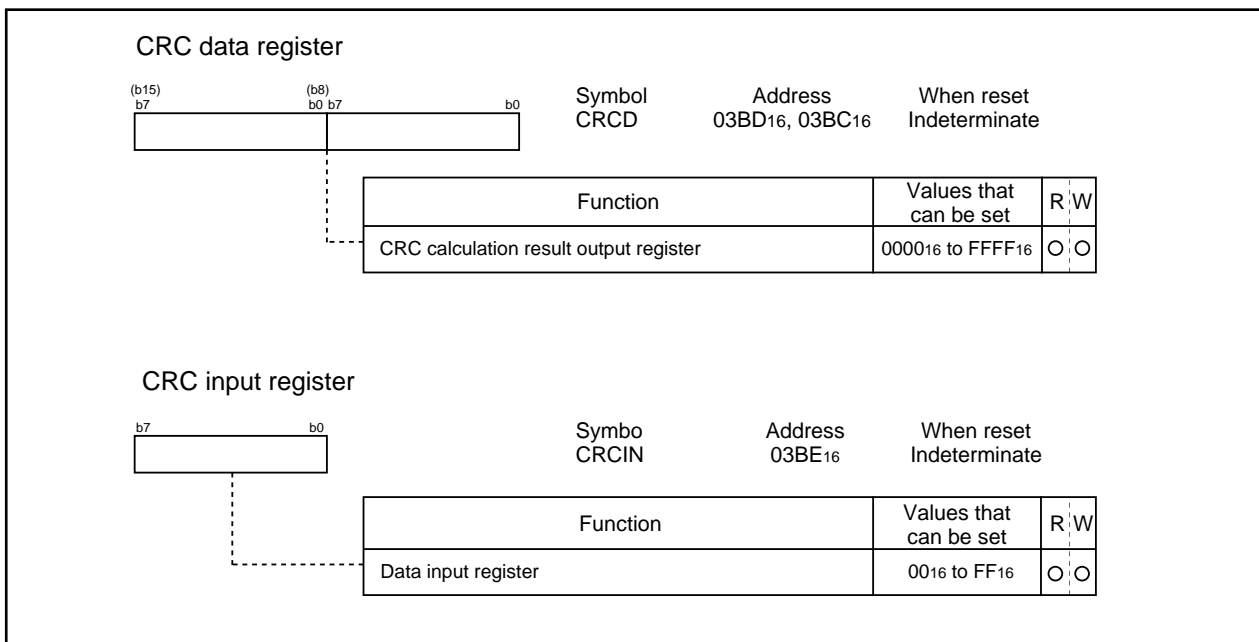 CRC data register
(b15) (b8)
b7 b0 b7 b0
Symbol Address When reset
CRCD 03BD16, 03BC16 Indeterminate
Function Values that can be set R W
CRC calculation result output register 000016 to FFFF16 O O
CRC input register
b7 b0
Symbo Address When reset
CRCIN 03BE16 Indeterminate
Function Values that can be set R W
Data input register 0016 to FF16 O O